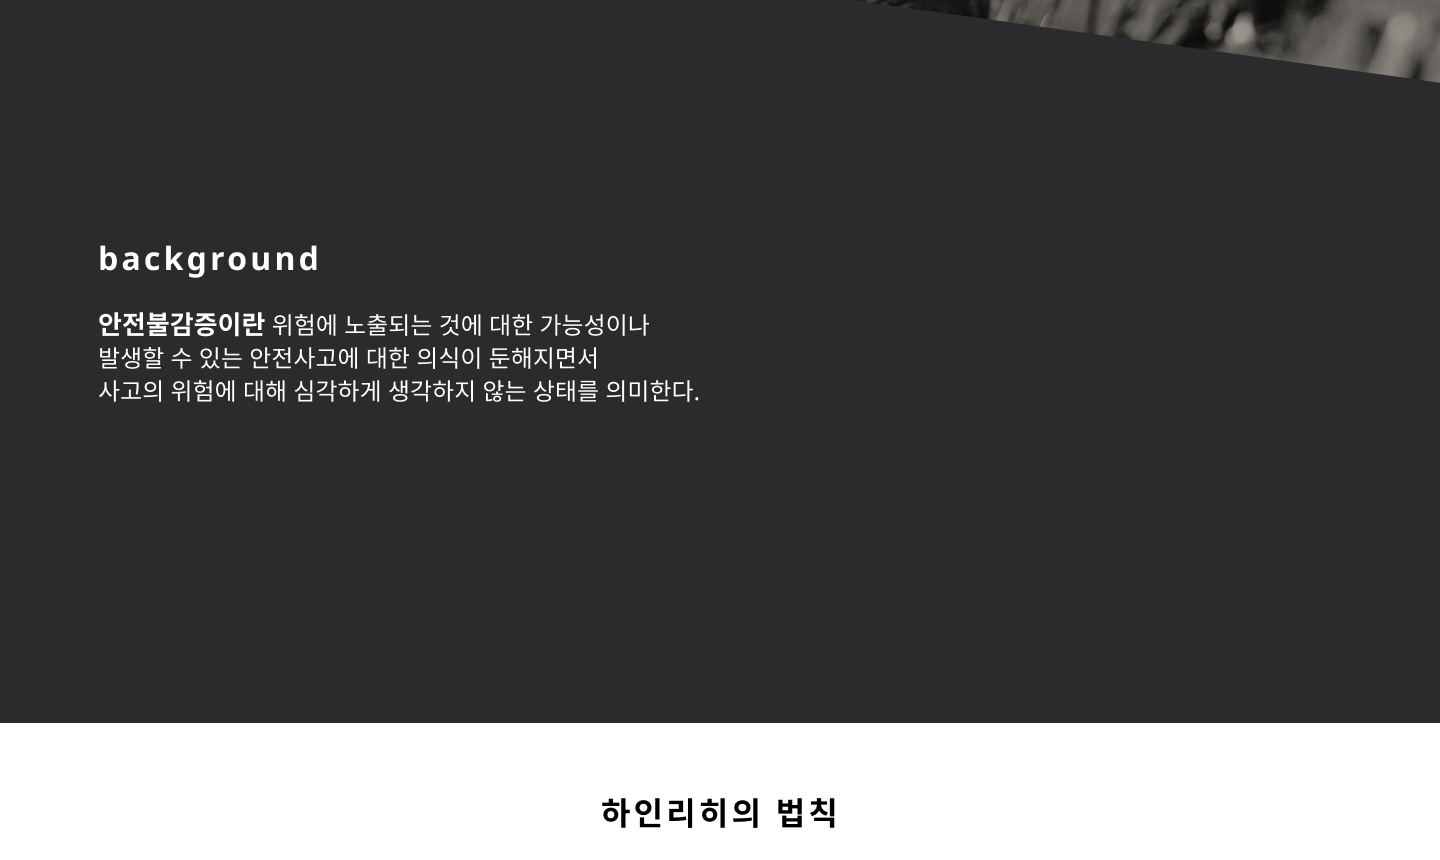 background
안전불감증이란 위험에 노출되는 것에 대한 가능성이나
발생할 수 있는 안전사고에 대한 의식이 둔해지면서
사고의 위험에 대해 심각하게 생각하지 않는 상태를 의미한다.
하인리히의 법칙